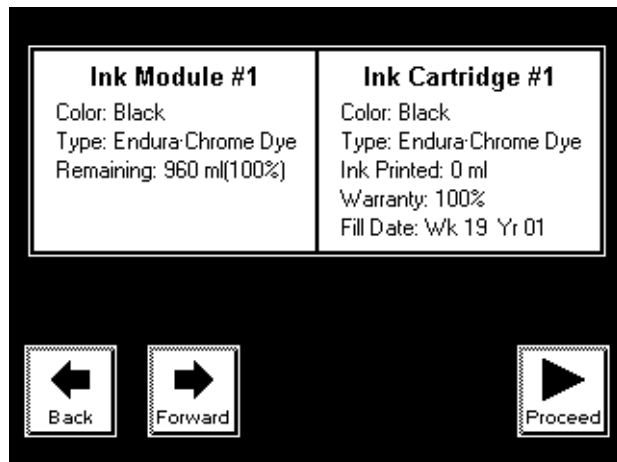 Ink Module #1
Color: Black
Type: Endura·Chrome Dye
Remaining: 960 ml(100%)
Ink Cartridge #1
Color: Black
Type: Endura·Chrome Dye
Ink Printed: 0 ml
Warranty: 100%
Fill Date: Wk 19 Yr 01
Back
Forward
Proceed